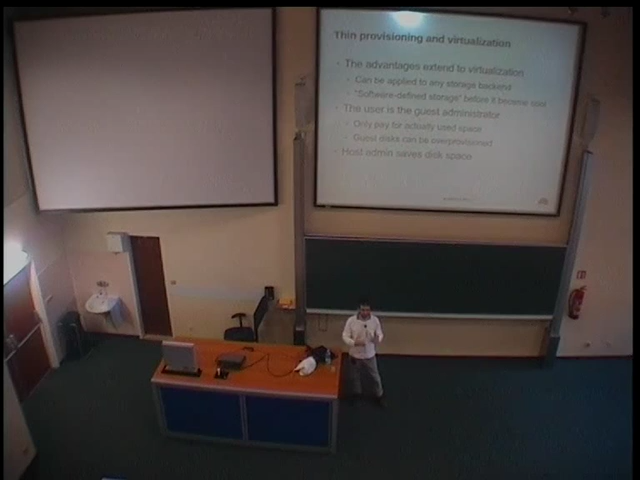 Thin provisioning and virtualization
The advantages extend to virtualization
Can be applied to any storage backend
"Software-defined storage" before it became cool
The user is the guest administrator
Only pay for actually used space
Guest disks can be overprovisioned
Host admin saves disk space